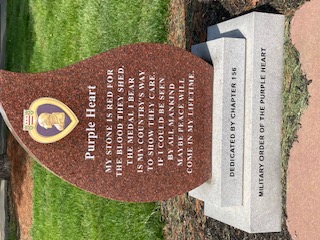 Purple Heart
MY STONE IS RED FOR
THE BLOOD THEY SHED.
THE MEDAL I BEAR
IS MY COUNTRY'S WAY
TO SHOW THEY CARE.
IF I COULD BE SEEN
BY ALL MANKIND
MAYBE PEACE WILL
COME IN MY LIFETIME.
DEDICATED BY CHAPTER 156
MILITARY ORDER OF THE PURPLE HEART